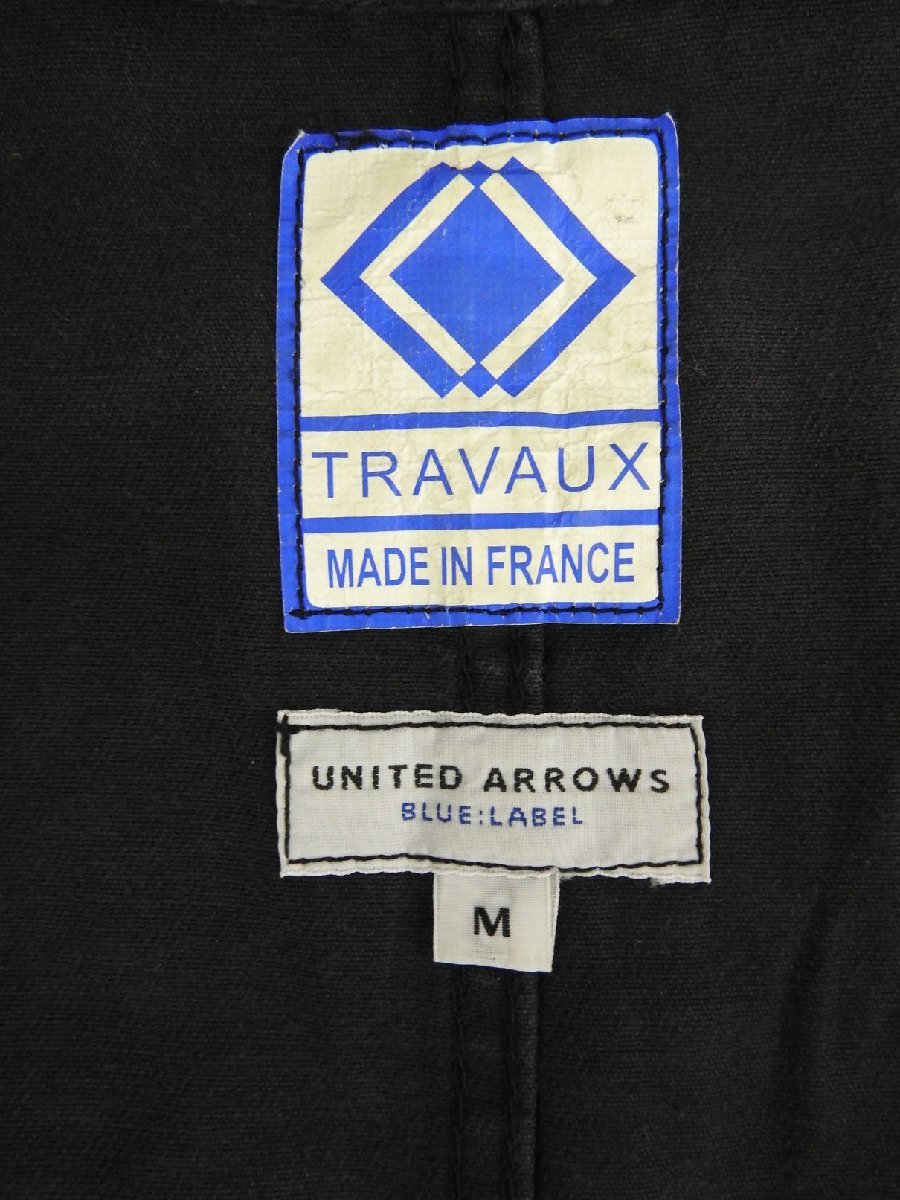 TRAVAUX
MADE IN FRANCE
UNITED ARROWS
BLUE:LABEL
M